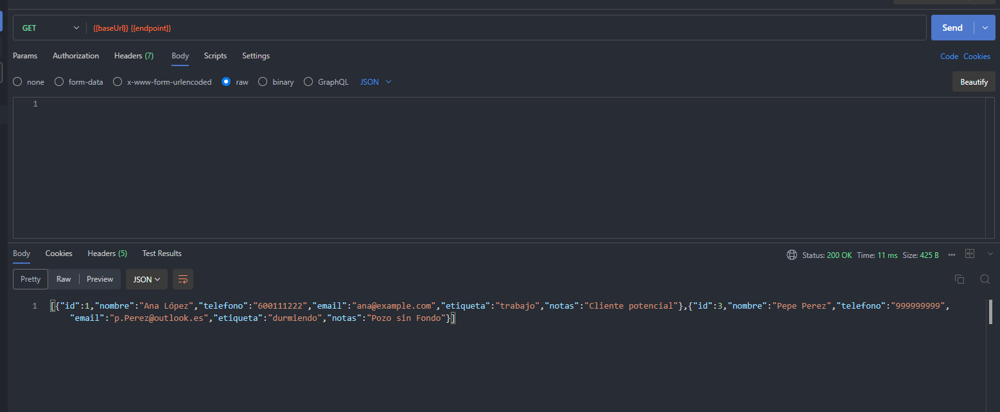 GET {{baseUrl}} {{endpoint}} Send
Params Authorization Headers (7) Body Scripts Settings Code Cookies
none form-data x-www-form-urlencoded raw binary GraphQL JSON Beautify
1
Body Cookies Headers (5) Test Results Status: 200 OK Time: 11 ms Size: 425 B
Pretty Raw Preview JSON
1 [{"id":1,"nombre":"Ana López","telefono":"600111222","email":"ana@example.com","etiqueta":"trabajo","notas":"Cliente potencial"},{"id":3,"nombre":"Pepe Perez","telefono":"999999999",
"email":"p.Perez@outlook.es","etiqueta":"durmiendo","notas":"Pozo sin Fondo"}]